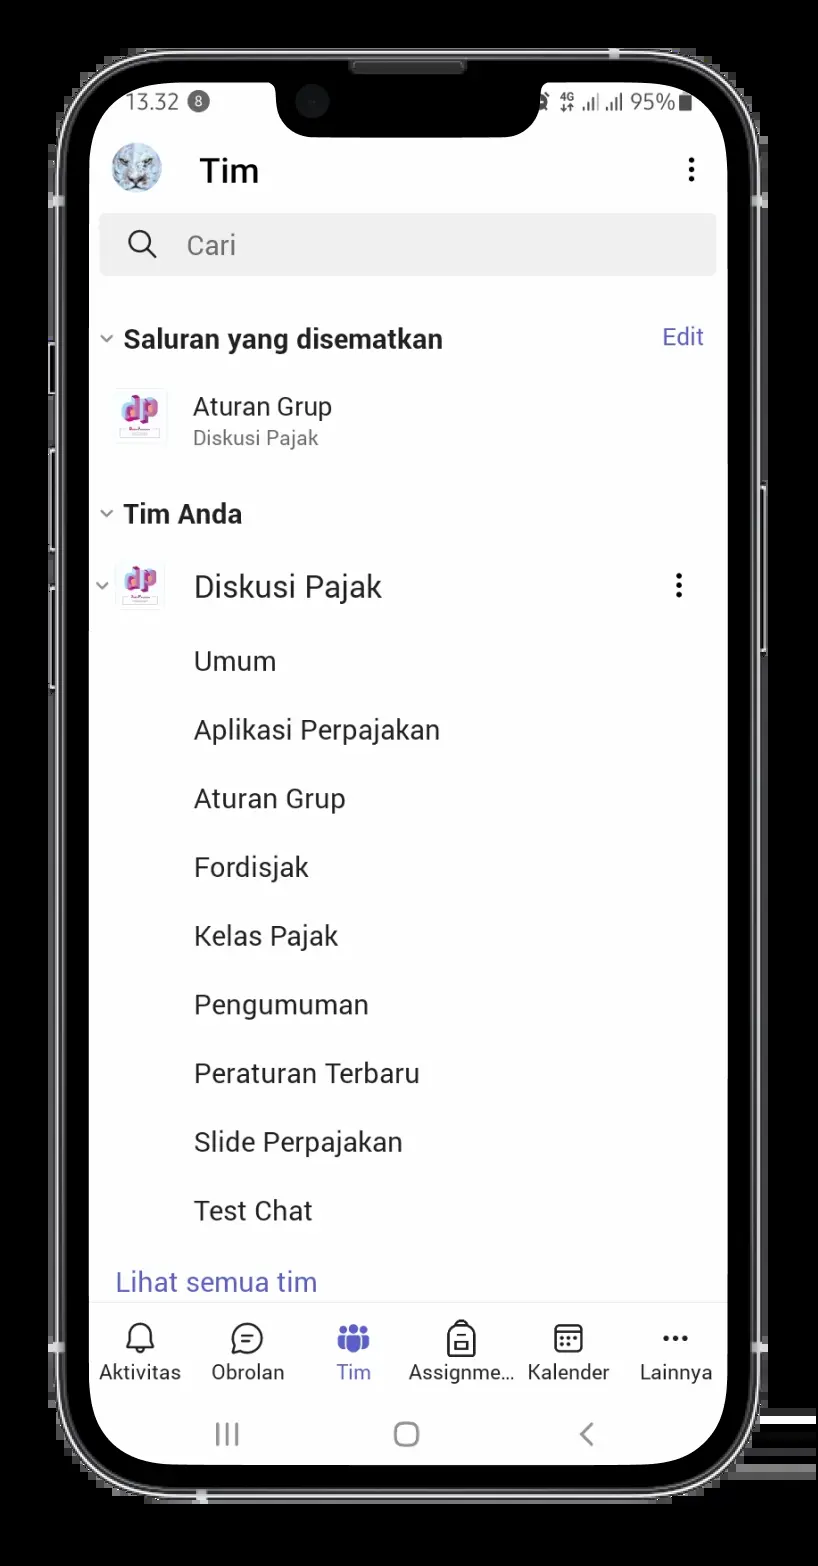 13.32 8 4G 95%
Tim
Cari
Saluran yang disematkan Edit
dp
Aturan Grup
Diskusi Pajak
Tim Anda
dp
Diskusi Pajak
Umum
Aplikasi Perpajakan
Aturan Grup
Fordisjak
Kelas Pajak
Pengumuman
Peraturan Terbaru
Slide Perpajakan
Test Chat
Lihat semua tim
Aktivitas Obrolan Tim Assignme... Kalender Lainnya